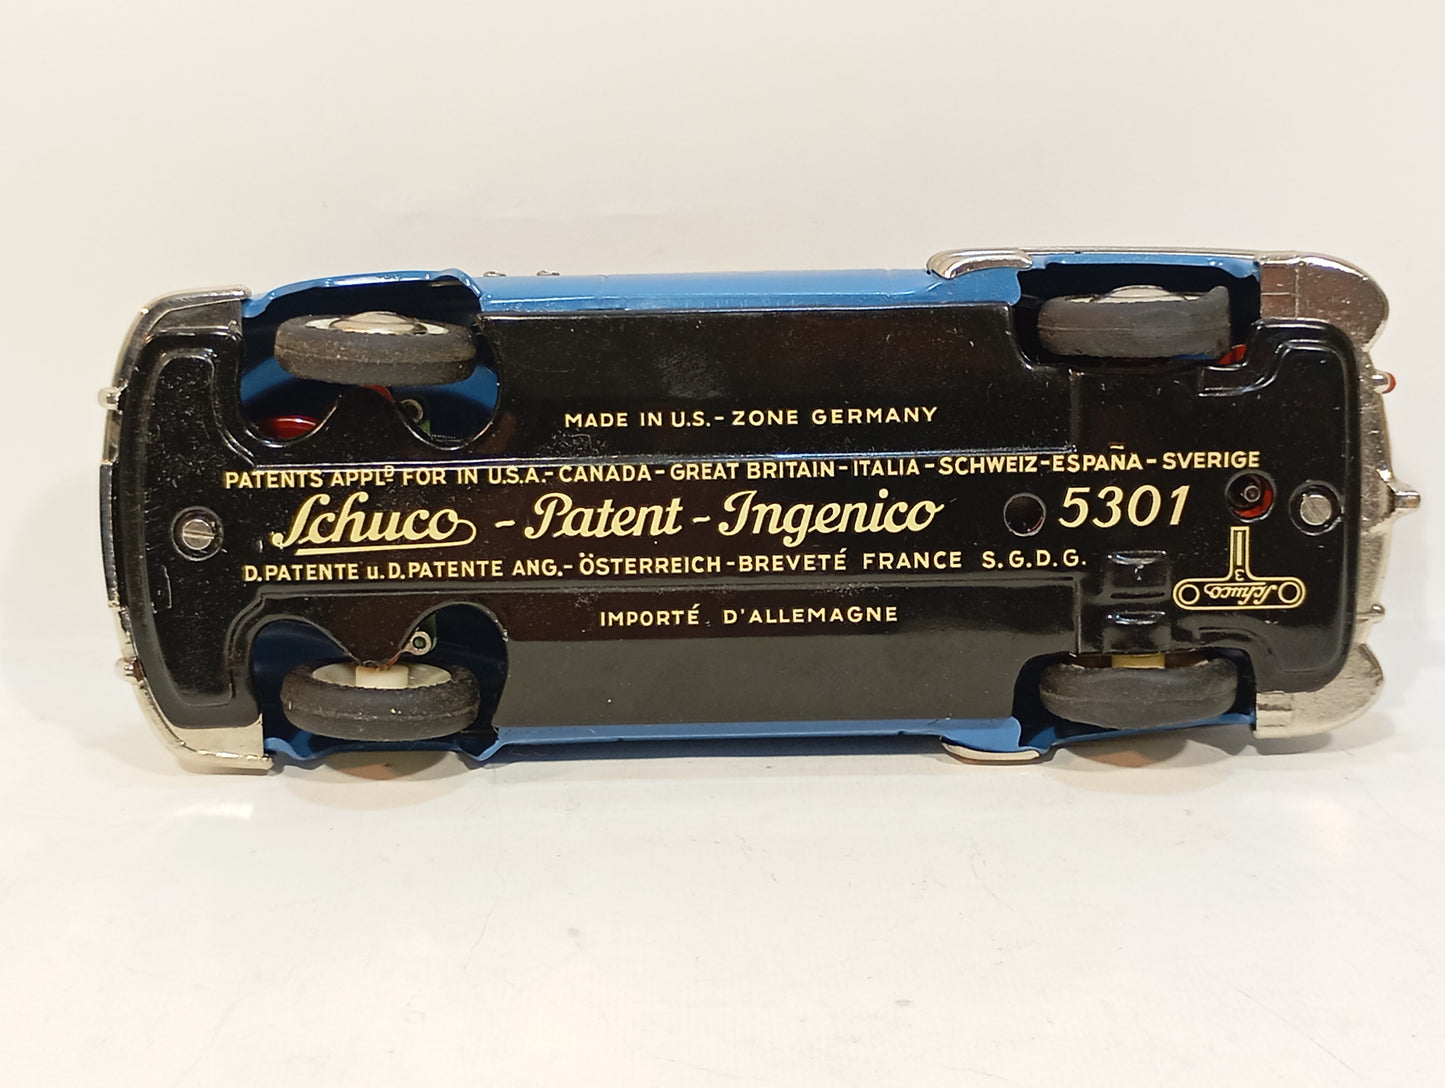 MADE IN U.S.- ZONE GERMANY
PATENTS APPLD FOR IN U.S.A.-CANADA-GREAT BRITAIN-ITALIA-SCHWEIZ-ESPAÑA-SVERIGE
Schuco - Patent - Ingenico 5301
D.PATENTE u.D.PATENTE ANG.-ÖSTERREICH-BREVETÉ FRANCE S.G.D.G.
3
Schuco
IMPORTÉ D'ALLEMAGNE